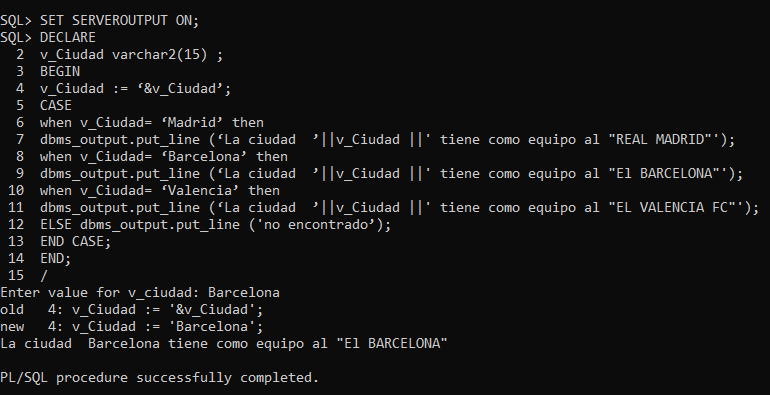 SQL> SET SERVEROUTPUT ON;
SQL> DECLARE
  2  v_Ciudad varchar2(15) ;
  3  BEGIN
  4  v_Ciudad := ‘&v_Ciudad’;
  5  CASE
  6  when v_Ciudad= ‘Madrid’ then
  7  dbms_output.put_line (‘La ciudad  ’||v_Ciudad ||' tiene como equipo al "REAL MADRID"');
  8  when v_Ciudad= ‘Barcelona’ then
  9  dbms_output.put_line (‘La ciudad  ’||v_Ciudad ||' tiene como equipo al "El BARCELONA"');
 10  when v_Ciudad= ‘Valencia’ then
 11  dbms_output.put_line (‘La ciudad  ’||v_Ciudad ||' tiene como equipo al "EL VALENCIA FC"');
 12  ELSE dbms_output.put_line ('no encontrado’);
 13  END CASE;
 14  END;
 15  /
Enter value for v_ciudad: Barcelona
old   4: v_Ciudad := '&v_Ciudad';
new   4: v_Ciudad := 'Barcelona';
La ciudad  Barcelona tiene como equipo al "El BARCELONA"
PL/SQL procedure successfully completed.